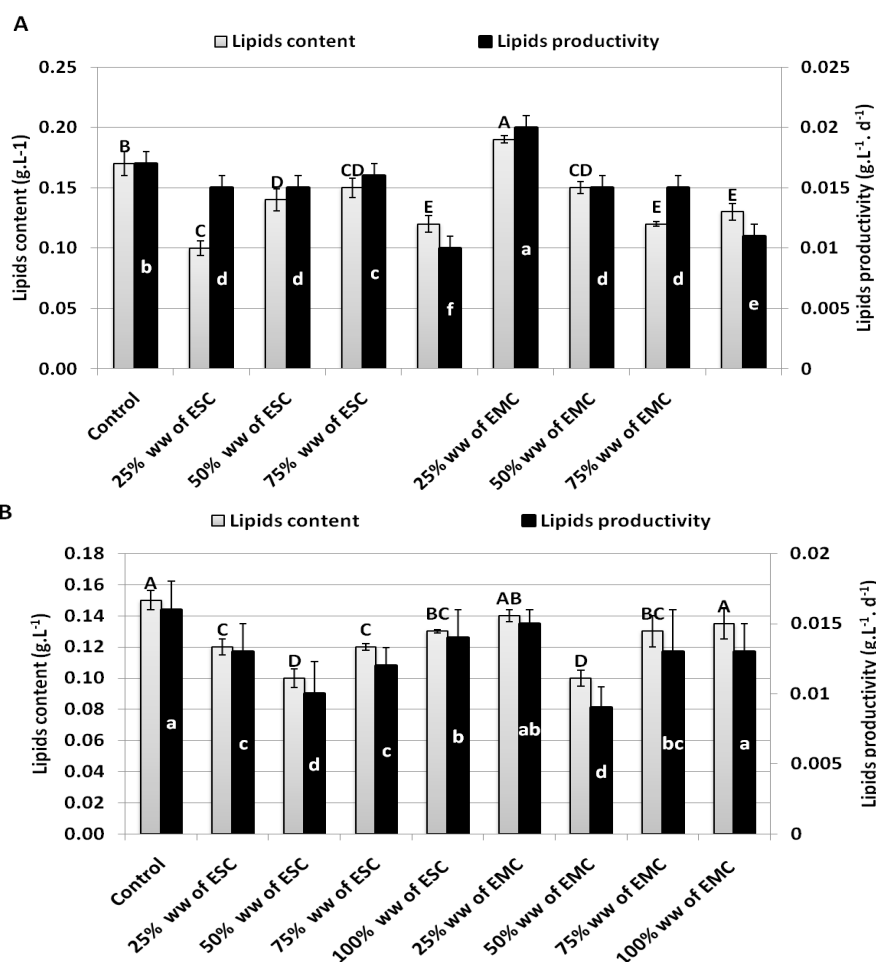 A
Lipids content
Lipids productivity
0.25
0.20
0.15
0.10
0.05
0.00
Lipids content (g.L-1)
0.025
0.02
0.015
0.01
0.005
0
Lipids productivity (g.L⁻¹. d⁻¹)
B
C
D
CD
E
A
CD
E
E
b
d
d
c
f
a
d
d
e
Control
25% ww of ESC
50% ww of ESC
75% ww of ESC
25% ww of EMC
50% ww of EMC
75% ww of EMC
B
Lipids content
Lipids productivity
0.18
0.16
0.14
0.12
0.10
0.08
0.06
0.04
0.02
0.00
Lipids content (g.L⁻¹)
0.02
0.015
0.01
0.005
0
Lipids productivity (g.L⁻¹. d⁻¹)
A
C
D
C
BC
AB
D
BC
A
a
c
d
c
b
ab
d
bc
a
Control
25% ww of ESC
50% ww of ESC
75% ww of ESC
100% ww of ESC
25% ww of EMC
50% ww of EMC
75% ww of EMC
100% ww of EMC